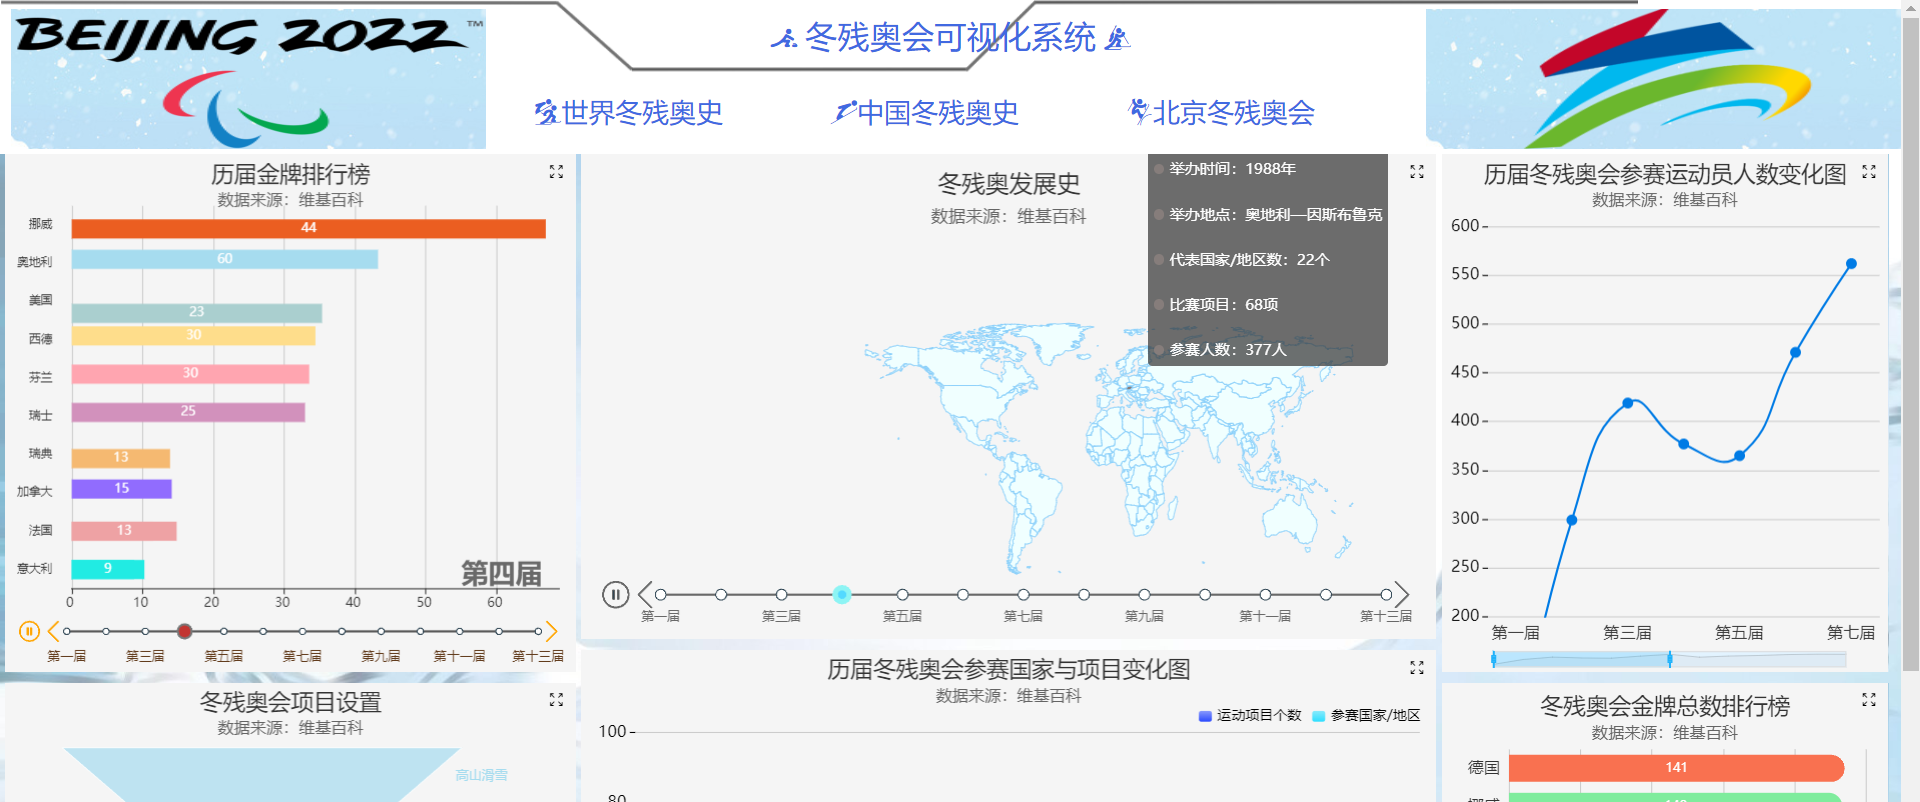 BEIJING 2022™
冬残奥会可视化系统
世界冬残奥史
中国冬残奥史
北京冬残奥会
历届金牌排行榜
数据来源：维基百科
挪威 44
奥地利 60
美国 23
西德 30
芬兰 30
瑞士 25
瑞典 13
加拿大 15
法国 13
意大利 9
第四届
0 10 20 30 40 50 60
第一届 第三届 第五届 第七届 第九届 第十一届 第十三届
冬残奥会项目设置
数据来源：维基百科
高山滑雪
冬残奥发展史
数据来源：维基百科
举办时间：1988年
举办地点：奥地利—因斯布鲁克
代表国家/地区数：22个
比赛项目：68项
参赛人数：377人
第一届 第三届 第五届 第七届 第九届 第十一届 第十三届
历届冬残奥会参赛国家与项目变化图
数据来源：维基百科
运动项目个数 参赛国家/地区
100
80
历届冬残奥会参赛运动员人数变化图
数据来源：维基百科
600
550
500
450
400
350
300
250
200
第一届 第三届 第五届 第七届
冬残奥会金牌总数排行榜
数据来源：维基百科
德国 141